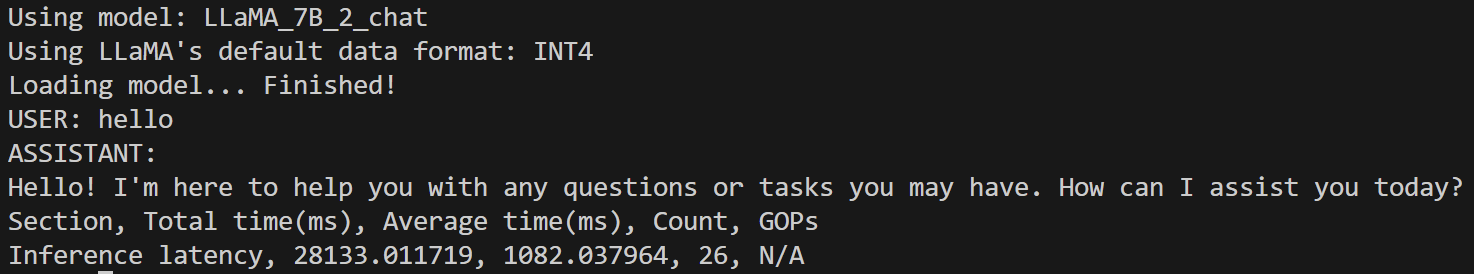 Using model: LLaMA_7B_2_chat
Using LLaMA's default data format: INT4
Loading model... Finished!
USER: hello
ASSISTANT:
Hello! I'm here to help you with any questions or tasks you may have. How can I assist you today?
Section, Total time(ms), Average time(ms), Count, GOPs
Inference latency, 28133.011719, 1082.037964, 26, N/A